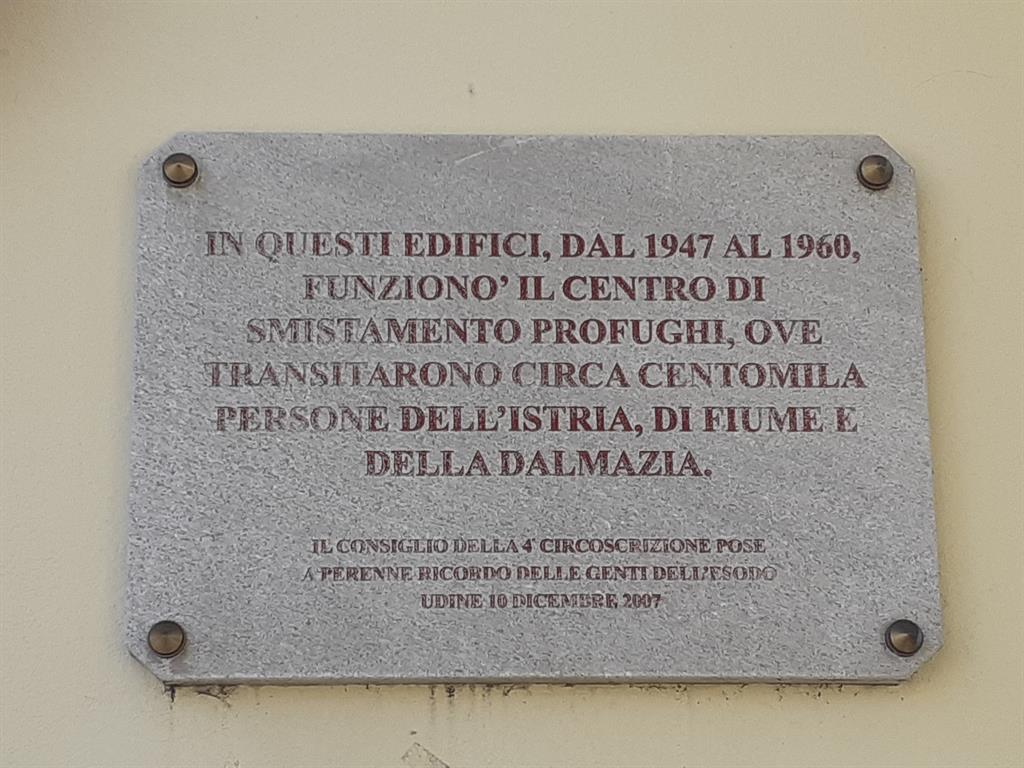 IN QUESTI EDIFICI, DAL 1947 AL 1960,
FUNZIONO' IL CENTRO DI
SMISTAMENTO PROFUGHI, OVE
TRANSITARONO CIRCA CENTOMILA
PERSONE DELL'ISTRIA, DI FIUME E
DELLA DALMAZIA.
IL CONSIGLIO DELLA 4ª CIRCOSCRIZIONE POSE
A PERENNE RICORDO DELLE GENTI DELL'ESODO
UDINE 10 DICEMBRE 2007